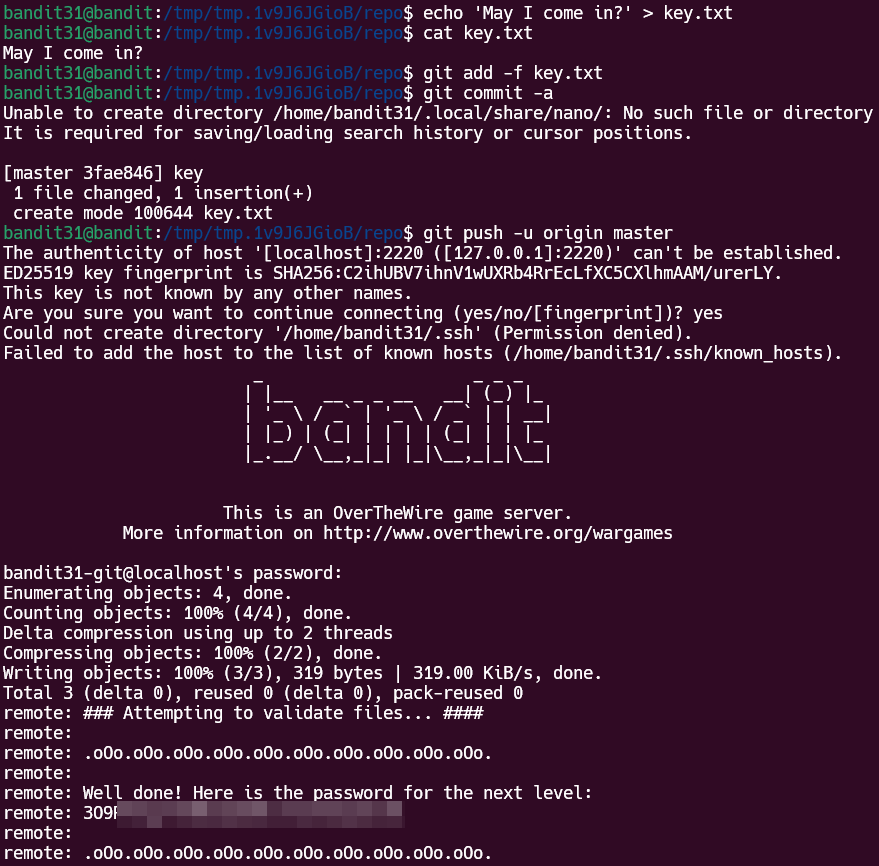 bandit31@bandit:/tmp/tmp.1v9J6JGioB/repo$ echo 'May I come in?' > key.txt
bandit31@bandit:/tmp/tmp.1v9J6JGioB/repo$ cat key.txt
May I come in?
bandit31@bandit:/tmp/tmp.1v9J6JGioB/repo$ git add -f key.txt
bandit31@bandit:/tmp/tmp.1v9J6JGioB/repo$ git commit -a
Unable to create directory /home/bandit31/.local/share/nano/: No such file or directory
It is required for saving/loading search history or cursor positions.
[master 3fae846] key
1 file changed, 1 insertion(+)
create mode 100644 key.txt
bandit31@bandit:/tmp/tmp.1v9J6JGioB/repo$ git push -u origin master
The authenticity of host '[localhost]:2220 ([127.0.0.1]:2220)' can't be established.
ED25519 key fingerprint is SHA256:C2ihUBV7ihnV1wUXRb4RrEcLfXC5CXlhmAAM/urerLY.
This key is not known by any other names.
Are you sure you want to continue connecting (yes/no/[fingerprint])? yes
Could not create directory '/home/bandit31/.ssh' (Permission denied).
Failed to add the host to the list of known hosts (/home/bandit31/.ssh/known_hosts).
bandit
This is an OverTheWire game server.
More information on http://www.overthewire.org/wargames
bandit31-git@localhost's password:
Enumerating objects: 4, done.
Counting objects: 100% (4/4), done.
Delta compression using up to 2 threads
Compressing objects: 100% (2/2), done.
Writing objects: 100% (3/3), 319 bytes | 319.00 KiB/s, done.
Total 3 (delta 0), reused 0 (delta 0), pack-reused 0
remote: ### Attempting to validate files... ####
remote:
remote: .oOo.oOo.oOo.oOo.oOo.oOo.oOo.oOo.oOo.oOo.
remote:
remote: Well done! Here is the password for the next level:
remote:
remote:
remote: .oOo.oOo.oOo.oOo.oOo.oOo.oOo.oOo.oOo.oOo.